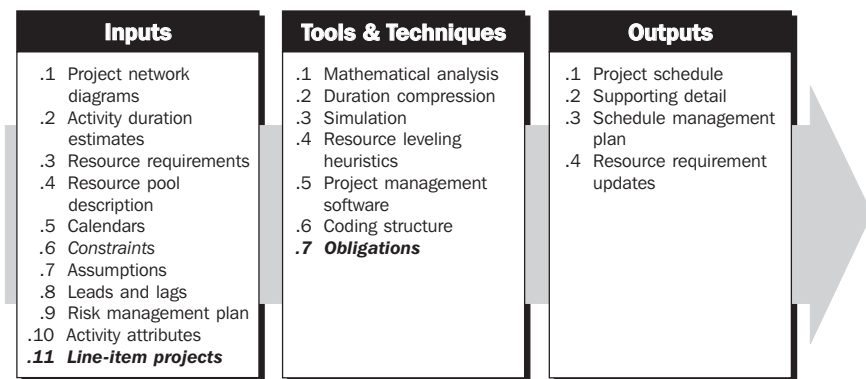 Inputs
.1 Project network
diagrams
.2 Activity duration
estimates
.3 Resource requirements
.4 Resource pool
description
.5 Calendars
.6 Constraints
.7 Assumptions
.8 Leads and lags
.9 Risk management plan
.10 Activity attributes
.11 Line-item projects
Tools & Techniques
.1 Mathematical analysis
.2 Duration compression
.3 Simulation
.4 Resource leveling
heuristics
.5 Project management
software
.6 Coding structure
.7 Obligations
Outputs
.1 Project schedule
.2 Supporting detail
.3 Schedule management
plan
.4 Resource requirement
updates